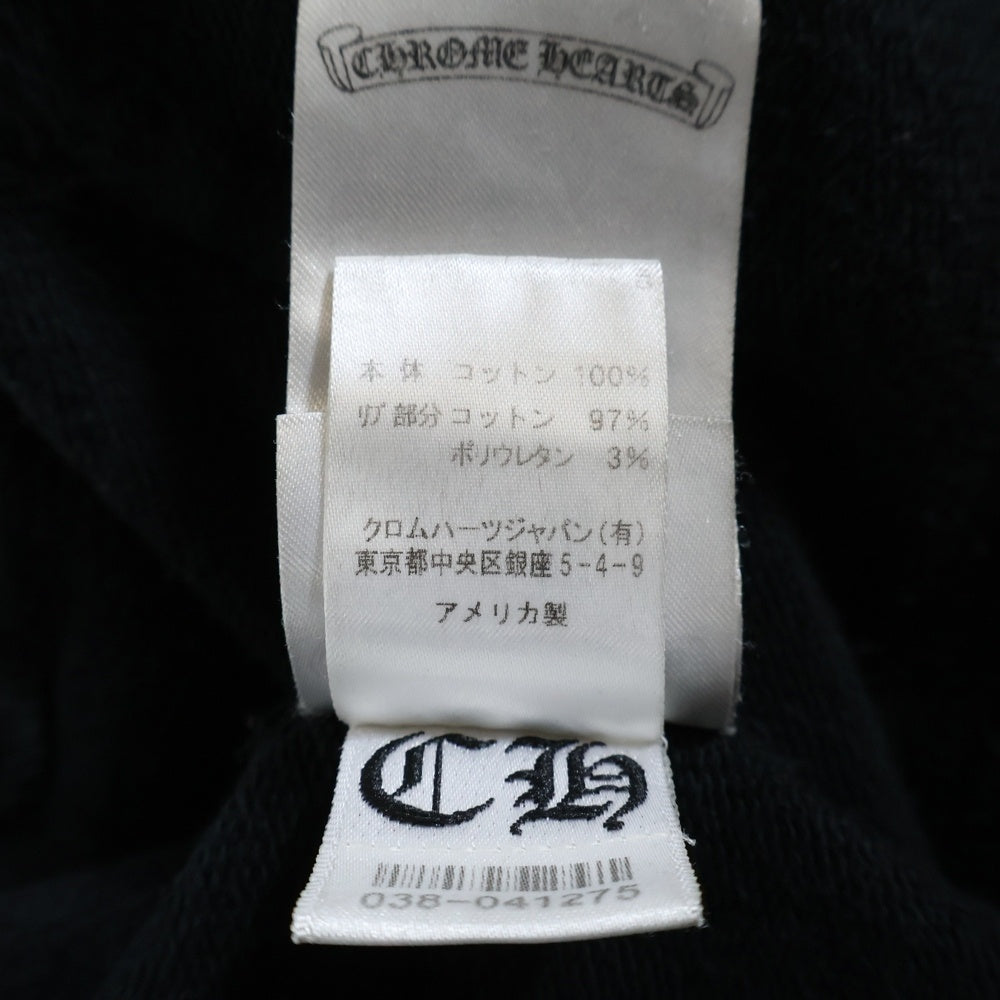 CHROME HEARTS
本体 コットン 100%
リブ部分 コットン 97%
ポリウレタン 3%
クロムハーツジャパン(有)
東京都中央区銀座5-4-9
アメリカ製
CH
038-041275